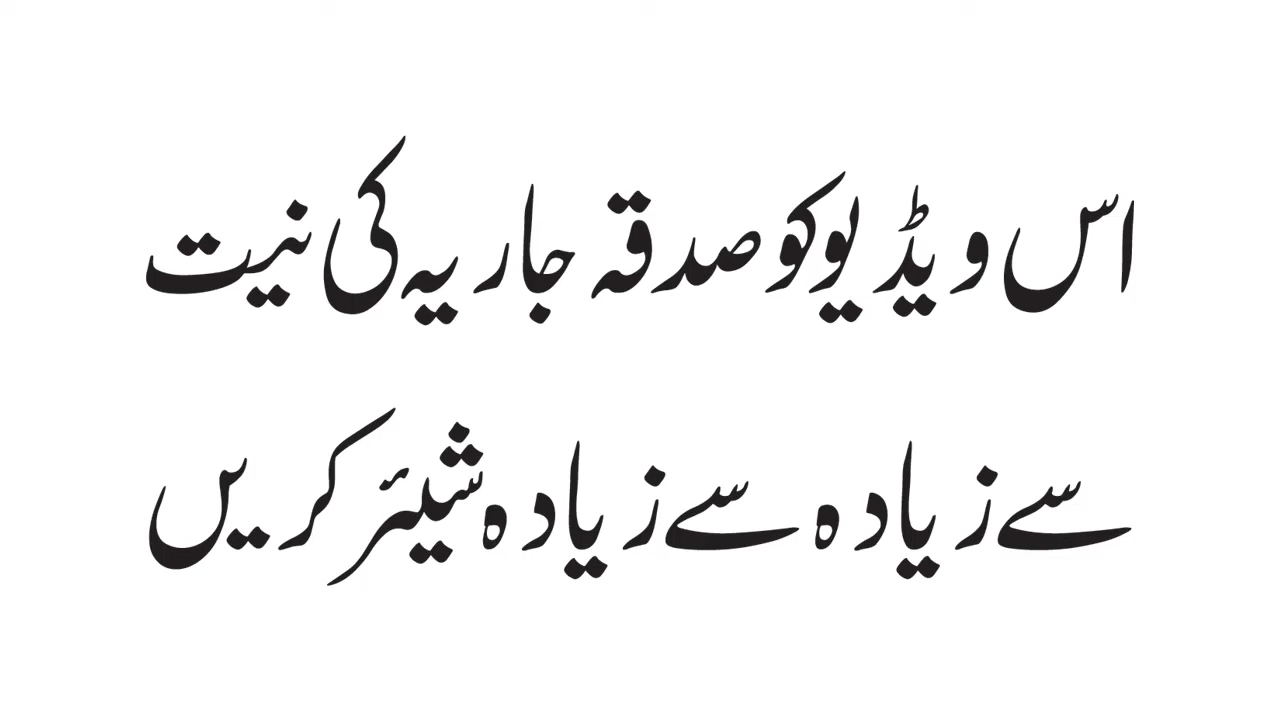 اس ویڈیو کو صدقہ جاریہ کی نیت
سے زیادہ سے زیادہ شیئر کریں